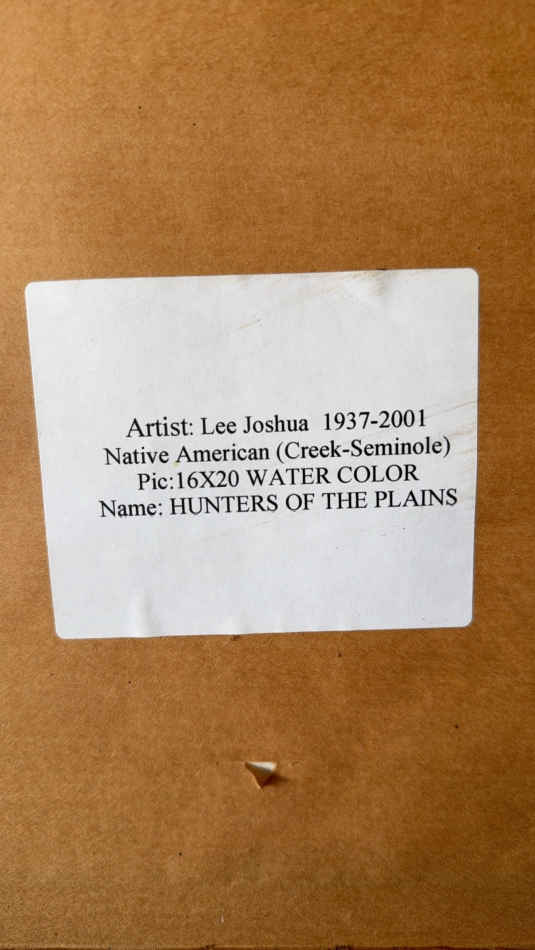 Artist: Lee Joshua 1937-2001
Native American (Creek-Seminole)
Pic:16X20 WATER COLOR
Name: HUNTERS OF THE PLAINS